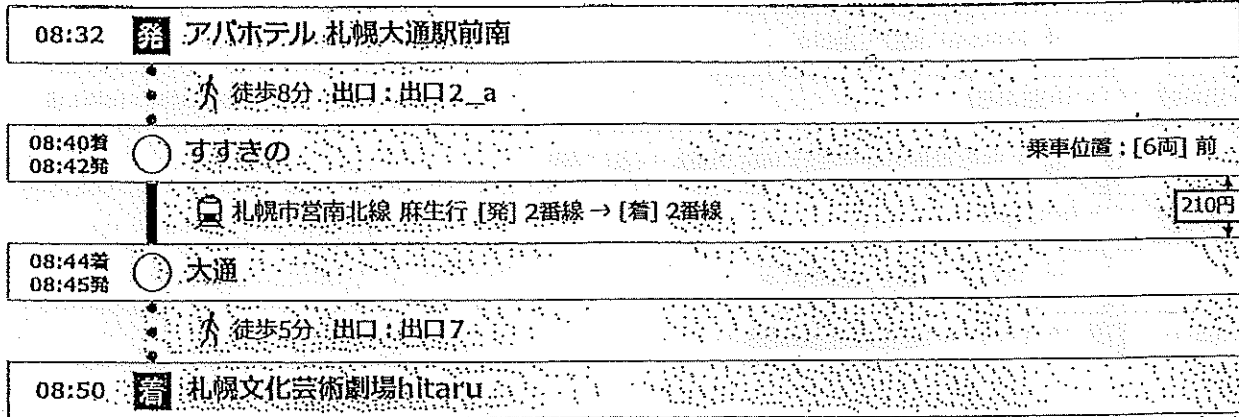 08:32 発 アパホテル 札幌大通駅前南
徒歩8分 出口：出口2_a
08:40着
08:42発
すすきの
乗車位置：[6両] 前
札幌市営南北線 麻生行 [発] 2番線 → [着] 2番線
210円
08:44着
08:45発
大通
徒歩5分 出口：出口7
08:50 着 札幌文化芸術劇場hitaru